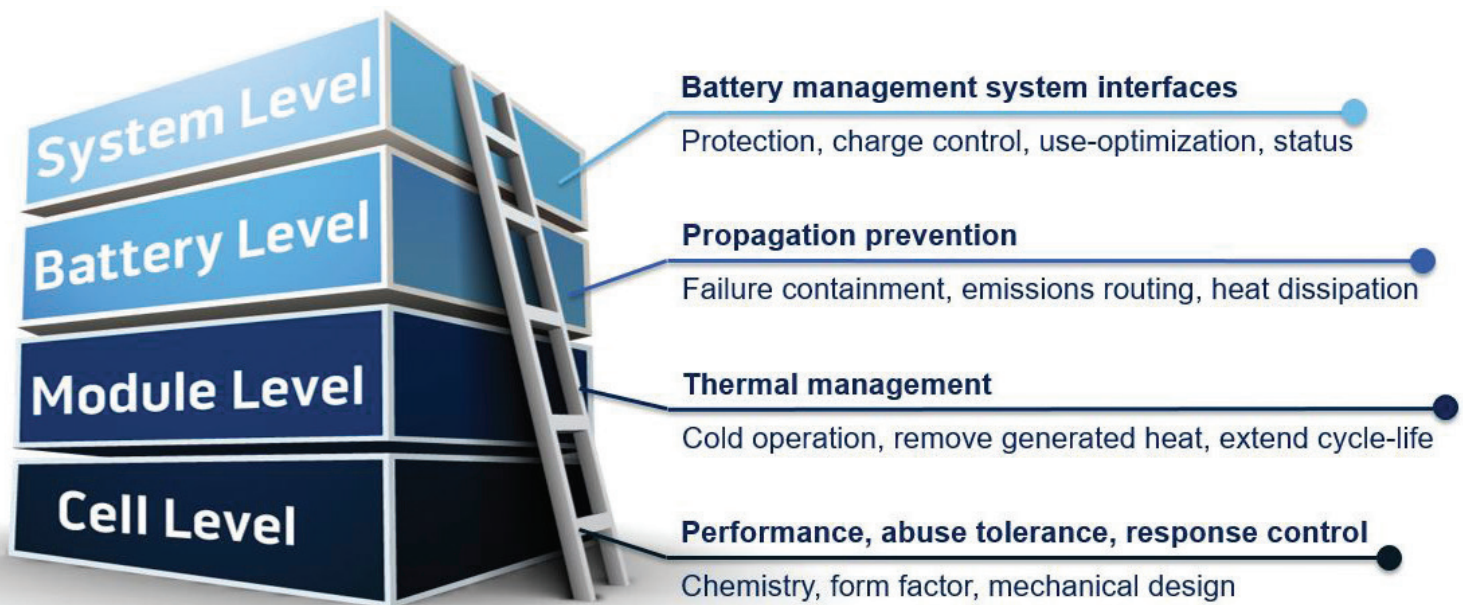 System Level
Battery management system interfaces
Protection, charge control, use-optimization, status
Battery Level
Propagation prevention
Failure containment, emissions routing, heat dissipation
Module Level
Thermal management
Cold operation, remove generated heat, extend cycle-life
Cell Level
Performance, abuse tolerance, response control
Chemistry, form factor, mechanical design